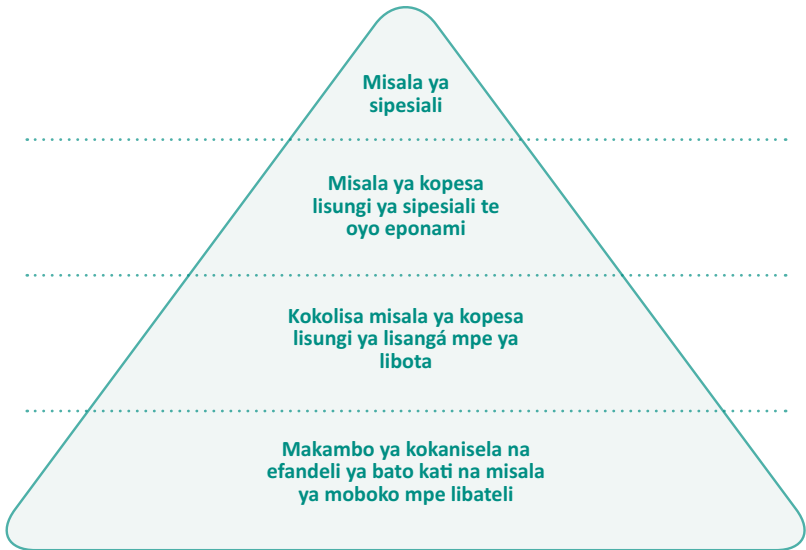 Misala ya
sipesiali
Misala ya kopesa
lisungi ya sipesiali te
oyo eponami
Kokolisa misala ya kopesa
lisungi ya lisangá mpe ya
libota
Makambo ya kokanisela na
efandeli ya bato kati na misala
ya moboko mpe libateli